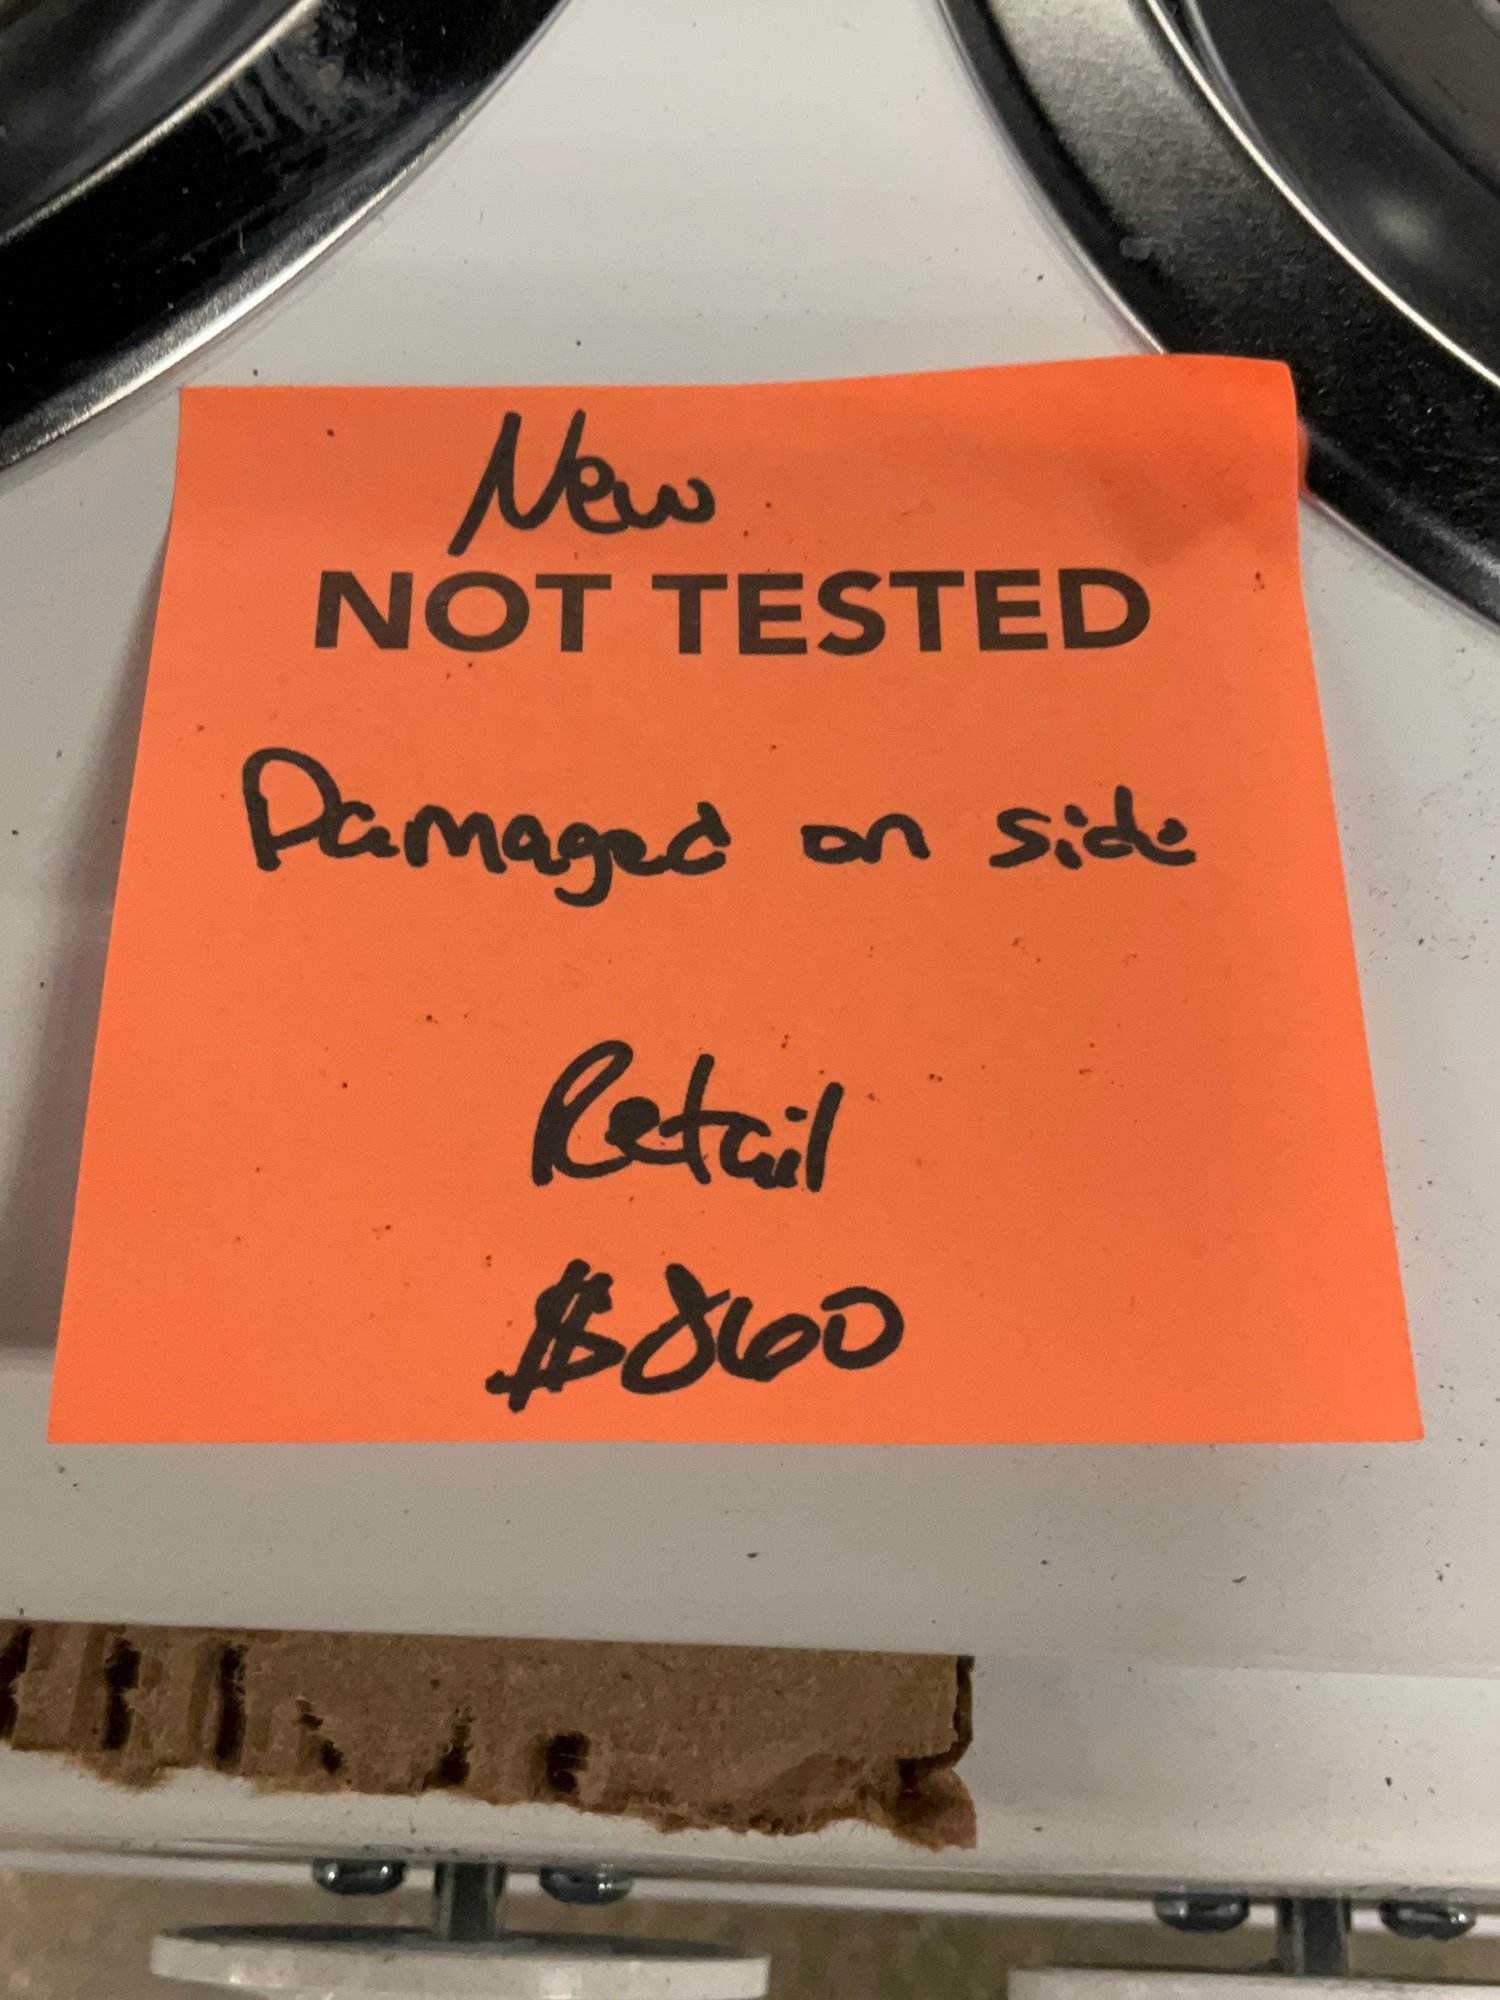 New
NOT TESTED
Damaged on side
Retail
$860